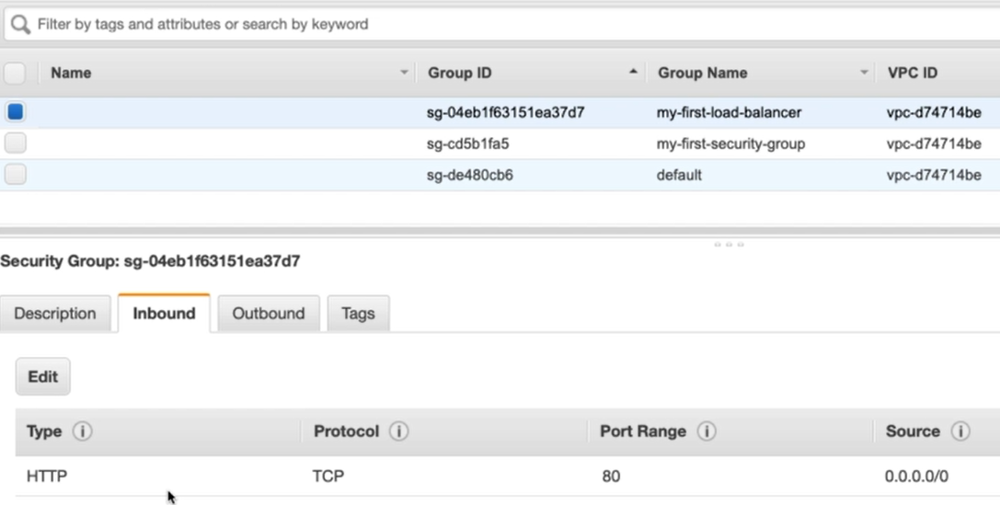 Filter by tags and attributes or search by keyword
Name Group ID Group Name VPC ID
sg-04eb1f63151ea37d7 my-first-load-balancer vpc-d74714be
sg-cd5b1fa5 my-first-security-group vpc-d74714be
sg-de480cb6 default vpc-d74714be
Security Group: sg-04eb1f63151ea37d7
Description Inbound Outbound Tags
Edit
Type i Protocol i Port Range i Source i
HTTP TCP 80 0.0.0.0/0